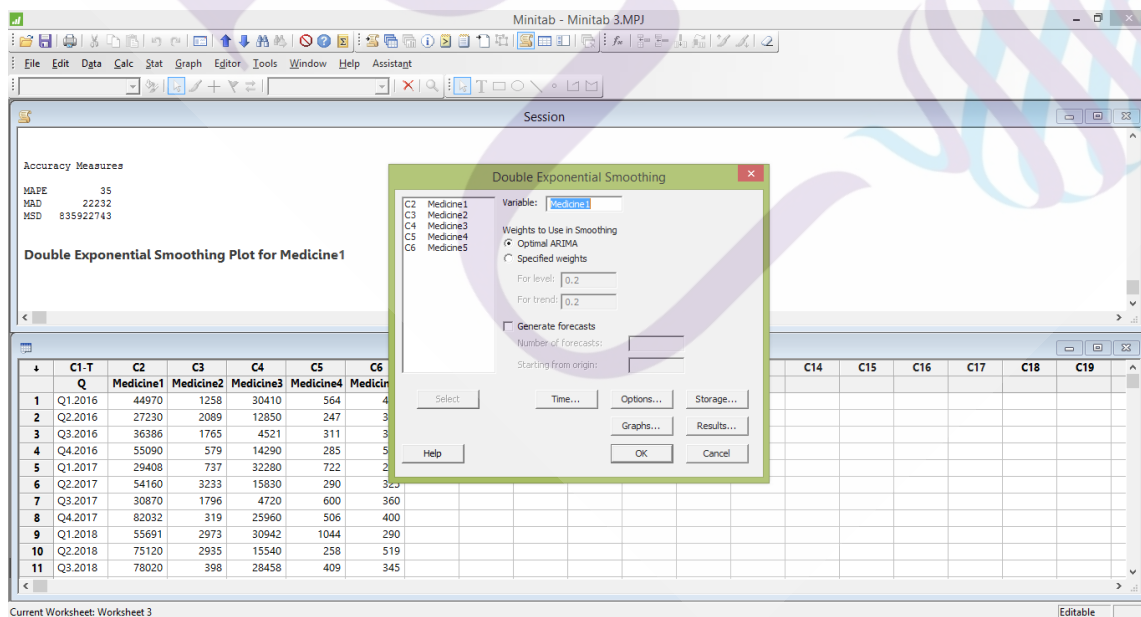 Minitab - Minitab 3.MPJ
File Edit Data Calc Stat Graph Editor Tools Window Help Assistant
Session
Accuracy Measures
MAPE 35
MAD 22232
MSD 835922743
Double Exponential Smoothing Plot for Medicine1
Double Exponential Smoothing
C2 Medicine1
C3 Medicine2
C4 Medicine3
C5 Medicine4
C6 Medicine5
Variable: Medicine1
Weights to Use in Smoothing
Optimal ARIMA
Specified weights
For level: 0.2
For trend: 0.2
Generate forecasts
Number of forecasts:
Starting from origin:
Select Time... Options... Storage...
Graphs... Results...
Help OK Cancel
C1-T C2 C3 C4 C5 C6 C14 C15 C16 C17 C18 C19
Q Medicine1 Medicine2 Medicine3 Medicine4 Medicin
1 Q1.2016 44970 1258 30410 564 4
2 Q2.2016 27230 2089 12850 247 3
3 Q3.2016 36386 1765 4521 311 3
4 Q4.2016 55090 579 14290 285 5
5 Q1.2017 29408 737 32280 722 2
6 Q2.2017 54160 3233 15830 290 325
7 Q3.2017 30870 1796 4720 600 360
8 Q4.2017 82032 319 25960 506 400
9 Q1.2018 55691 2973 30942 1044 290
10 Q2.2018 75120 2935 15540 258 519
11 Q3.2018 78020 398 28458 409 345
Current Worksheet: Worksheet 3
Editable